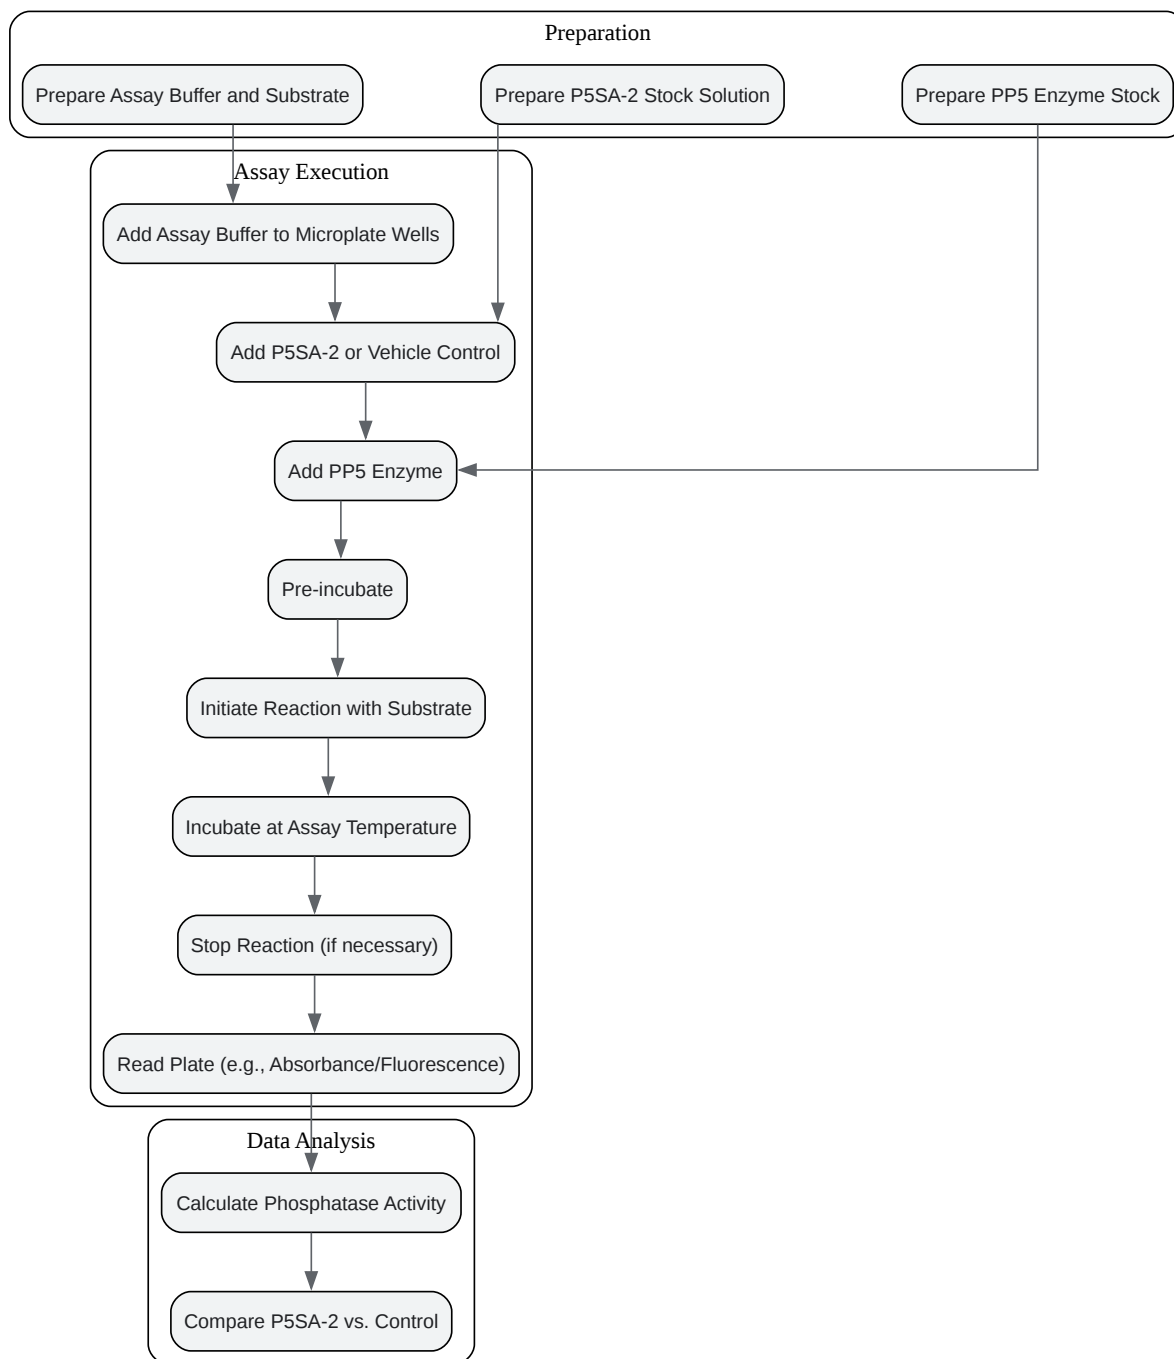 Preparation
Prepare Assay Buffer and Substrate
Prepare P5SA-2 Stock Solution
Prepare PP5 Enzyme Stock
Assay Execution
Add Assay Buffer to Microplate Wells
Add P5SA-2 or Vehicle Control
Add PP5 Enzyme
Pre-incubate
Initiate Reaction with Substrate
Incubate at Assay Temperature
Stop Reaction (if necessary)
Read Plate (e.g., Absorbance/Fluorescence)
Data Analysis
Calculate Phosphatase Activity
Compare P5SA-2 vs. Control